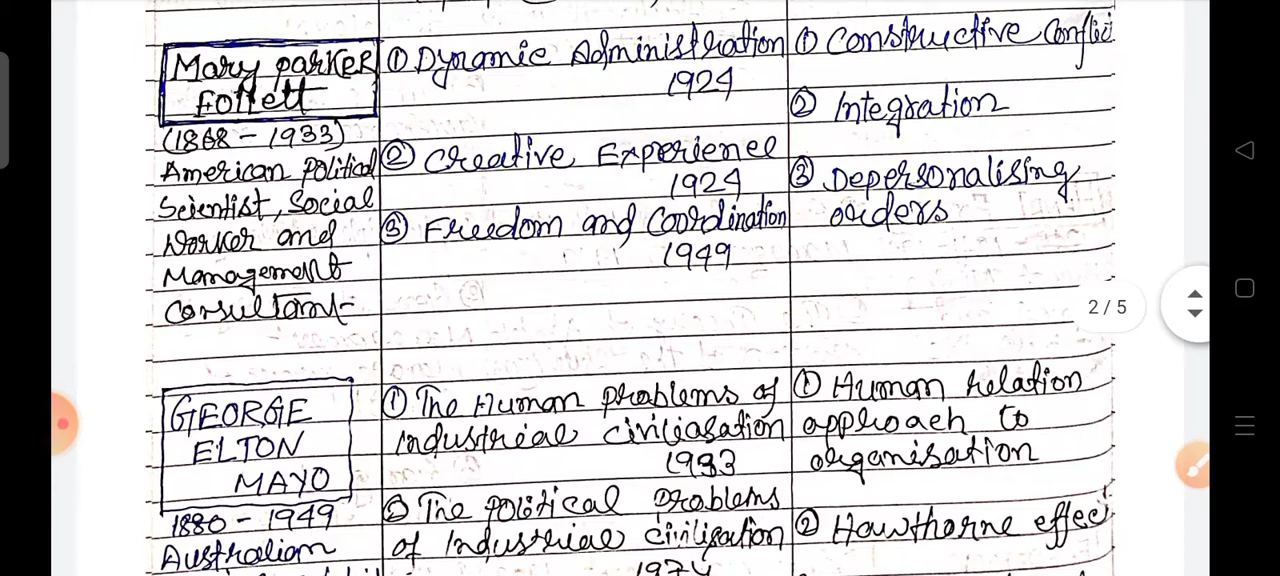 Mary Parker
Follett
(1868 - 1933)
American political
Scientist, Social
Worker and
Management
Consultant
① Dynamic Administration
1924
② Creative Experience
1924
③ Freedom and Coordination
1949
① Constructive Conflict
② Integration
③ Depersonalising
orders
2 / 5
GEORGE
ELTON
MAYO
1880 - 1949
Australian
① The Human problems of
industrial civiliasation
1933
② The political problems
of Industrial civilisation
① Human Relation
approach to
organisation
② Hawthorne effect